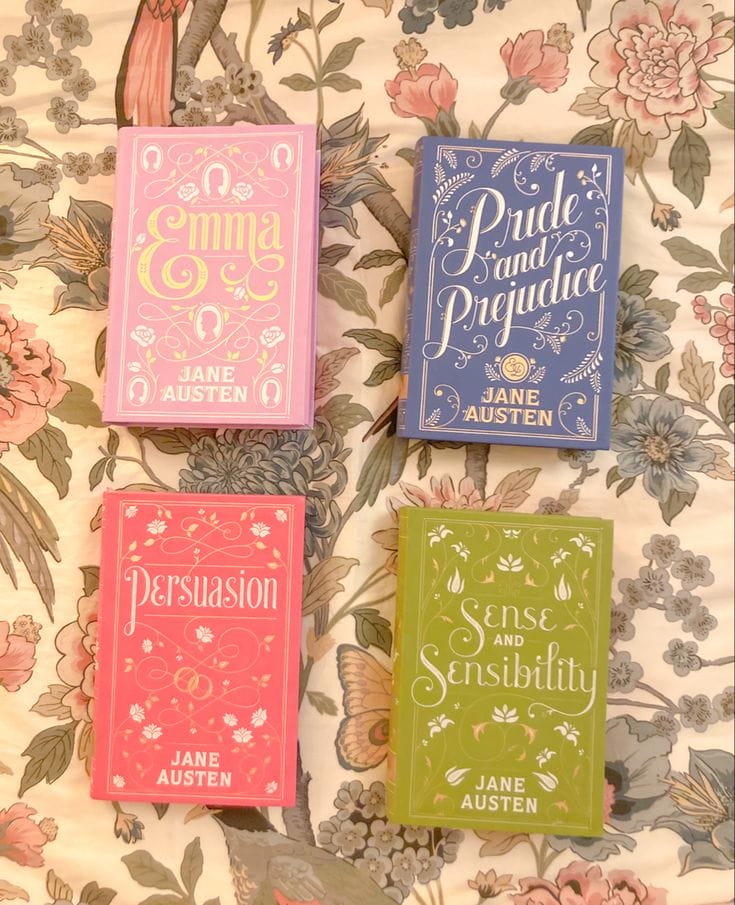 Emma
JANE
AUSTEN
Pride
and
Prejudice
JANE
AUSTEN
Persuasion
JANE
AUSTEN
Sense
AND
Sensibility
JANE
AUSTEN